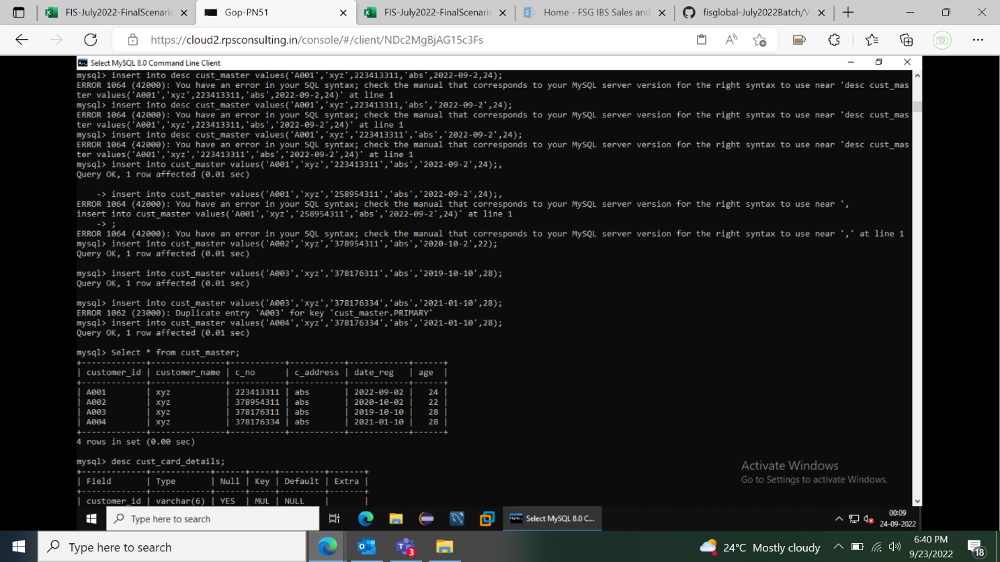 FIS-July2022-FinalScenario
Gop-PN51
FIS-July2022-FinalScenario
Home - FSG IBS Sales and
fisglobal-July2022Batch/V
https://cloud2.rpsconsulting.in/console/#/client/NDc2MgBjAG15c3Fs
Select MySQL 8.0 Command Line Client
mysql> insert into desc cust_master values('A001','xyz',223413311,'abs',2022-09-2,24);
ERROR 1064 (42000): You have an error in your SQL syntax; check the manual that corresponds to your MySQL server version for the right syntax to use near 'desc cust_mas
ter values('A001','xyz',223413311,'abs',2022-09-2,24)' at line 1
mysql> insert into desc cust_master values('A001','xyz',223413311,'abs','2022-09-2',24);
ERROR 1064 (42000): You have an error in your SQL syntax; check the manual that corresponds to your MySQL server version for the right syntax to use near 'desc cust_mas
ter values('A001','xyz',223413311,'abs','2022-09-2',24)' at line 1
mysql> insert into desc cust_master values('A001','xyz','223413311','abs','2022-09-2',24);
ERROR 1064 (42000): You have an error in your SQL syntax; check the manual that corresponds to your MySQL server version for the right syntax to use near 'desc cust_mas
ter values('A001','xyz','223413311','abs','2022-09-2',24)' at line 1
mysql> insert into cust_master values('A001','xyz','223413311','abs','2022-09-2',24);,
Query OK, 1 row affected (0.01 sec)
-> insert into cust_master values('A001','xyz','258954311','abs','2022-09-2',24);,
ERROR 1064 (42000): You have an error in your SQL syntax; check the manual that corresponds to your MySQL server version for the right syntax to use near ',
insert into cust_master values('A001','xyz','258954311','abs','2022-09-2',24)' at line 1
-> ;
ERROR 1064 (42000): You have an error in your SQL syntax; check the manual that corresponds to your MySQL server version for the right syntax to use near ',' at line 1
mysql> insert into cust_master values('A002','xyz','378954311','abs','2020-10-2',22);
Query OK, 1 row affected (0.01 sec)
mysql> insert into cust_master values('A003','xyz','378176311','abs','2019-10-10',28);
Query OK, 1 row affected (0.01 sec)
mysql> insert into cust_master values('A003','xyz','378176334','abs','2021-01-10',28);
ERROR 1062 (23000): Duplicate entry 'A003' for key 'cust_master.PRIMARY'
mysql> insert into cust_master values('A004','xyz','378176334','abs','2021-01-10',28);
Query OK, 1 row affected (0.01 sec)
mysql> Select * from cust_master;
| customer_id | customer_name | c_no | c_address | date_reg | age |
| A001 | xyz | 223413311 | abs | 2022-09-02 | 24 |
| A002 | xyz | 378954311 | abs | 2020-10-02 | 22 |
| A003 | xyz | 378176311 | abs | 2019-10-10 | 28 |
| A004 | xyz | 378176334 | abs | 2021-01-10 | 28 |
4 rows in set (0.00 sec)
mysql> desc cust_card_details;
| Field | Type | Null | Key | Default | Extra |
| customer_id | varchar(6) | YES | MUL | NULL | |
Activate Windows
Go to Settings to activate Windows.
Type here to search
Select MySQL 8.0 C...
00:09
24-09-2022
Type here to search
3
24°C Mostly cloudy
6:40 PM
9/23/2022
18